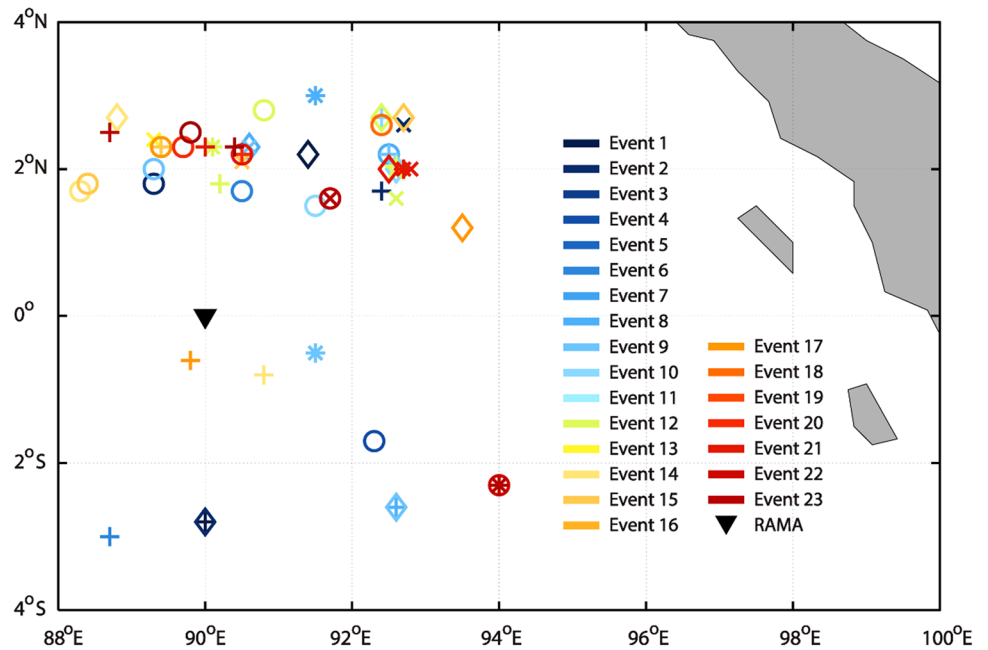 4°N
2°N
0°
2°S
4°S
88°E
90°E
92°E
94°E
96°E
98°E
100°E
Event 1
Event 2
Event 3
Event 4
Event 5
Event 6
Event 7
Event 8
Event 9
Event 10
Event 11
Event 12
Event 13
Event 14
Event 15
Event 16
Event 17
Event 18
Event 19
Event 20
Event 21
Event 22
Event 23
RAMA